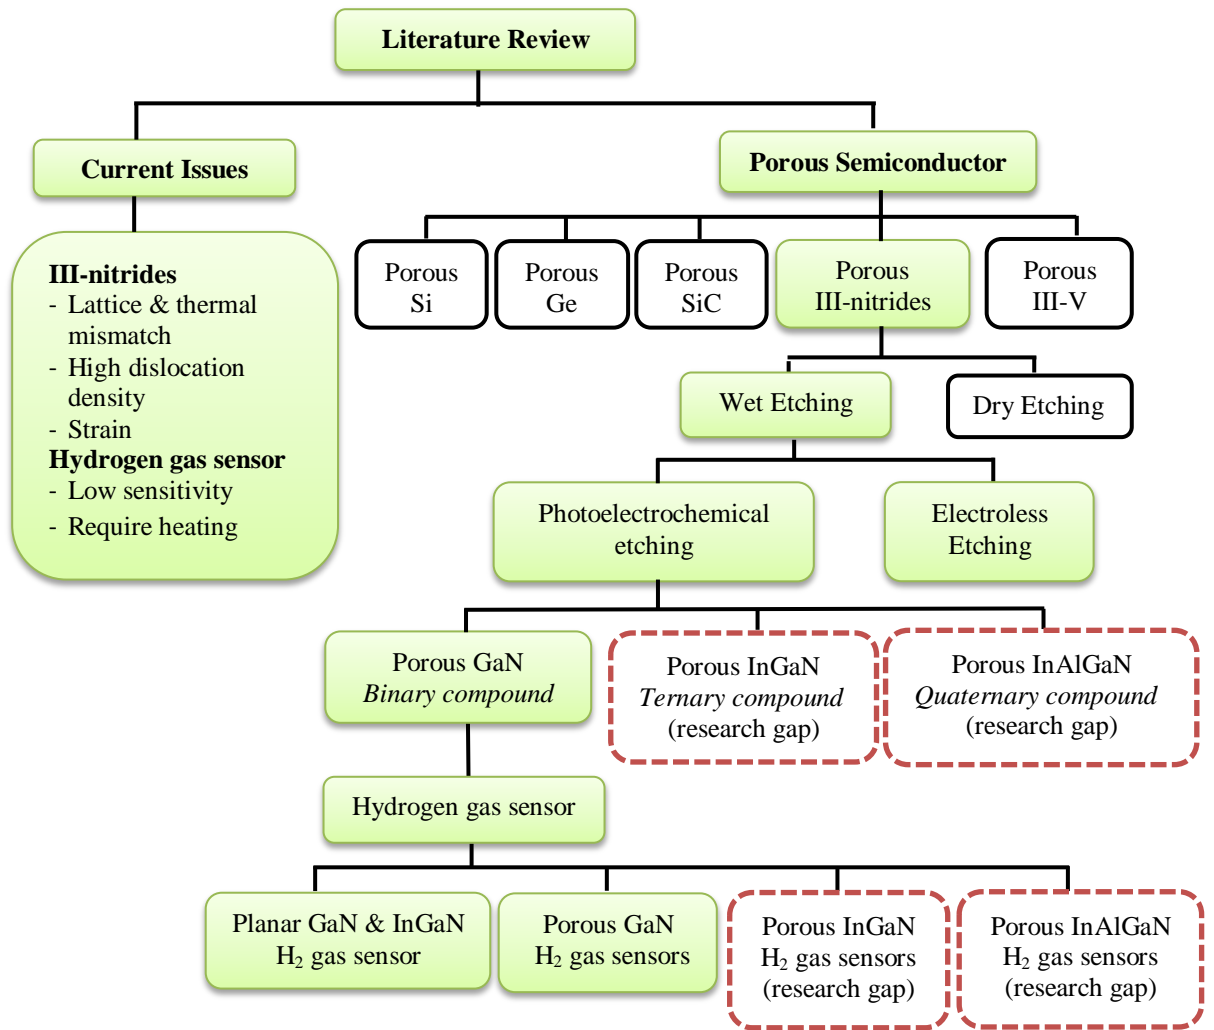 Literature Review
Current Issues
Porous Semiconductor
III-nitrides
- Lattice & thermal
mismatch
- High dislocation
density
- Strain
Hydrogen gas sensor
- Low sensitivity
- Require heating
Porous
Si
Porous
Ge
Porous
SiC
Porous
III-nitrides
Porous
III-V
Wet Etching
Dry Etching
Photoelectrochemical
etching
Electroless
Etching
Porous GaN
Binary compound
Porous InGaN
Ternary compound
(research gap)
Porous InAlGaN
Quaternary compound
(research gap)
Hydrogen gas sensor
Planar GaN & InGaN
H₂ gas sensor
Porous GaN
H₂ gas sensors
Porous InGaN
H₂ gas sensors
(research gap)
Porous InAlGaN
H₂ gas sensors
(research gap)